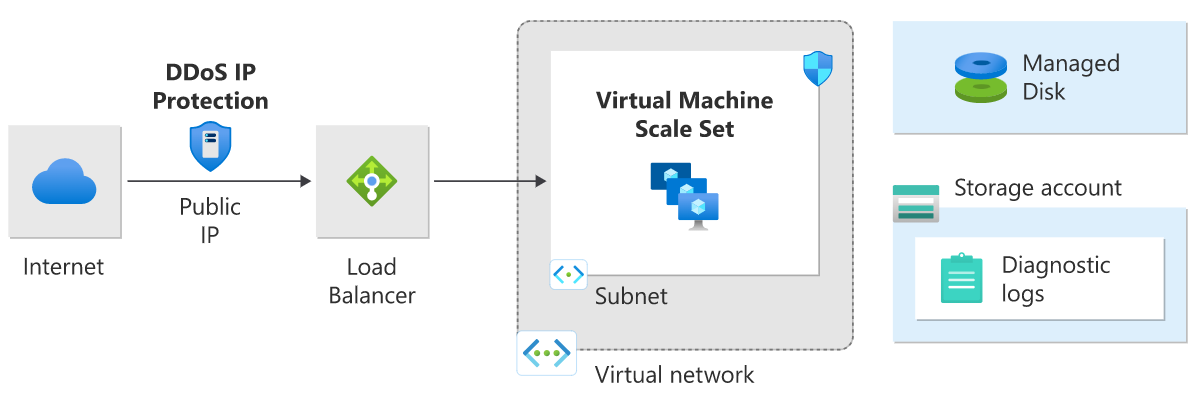 DDoS IP
Protection
Public
IP
Internet
Load
Balancer
Virtual Machine
Scale Set
Subnet
Virtual network
Managed
Disk
Storage account
Diagnostic
logs